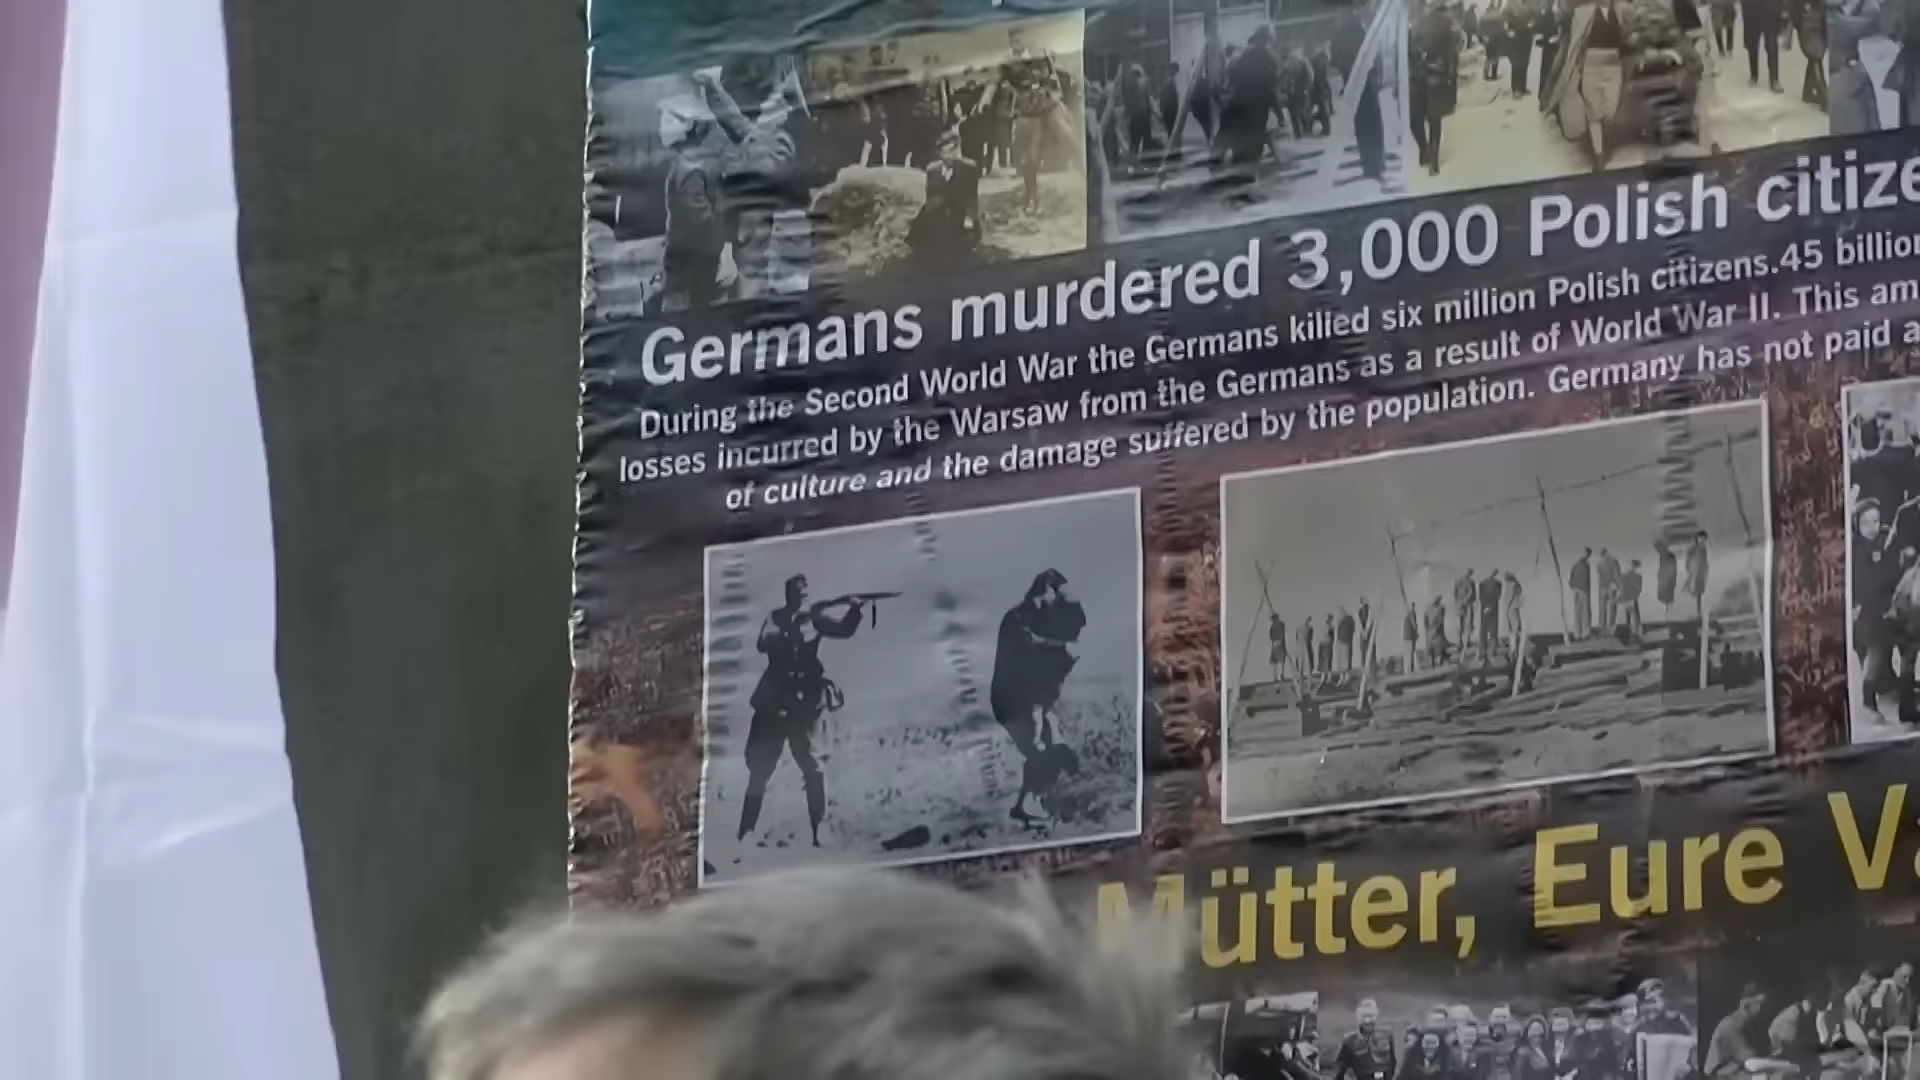 Germans murdered 3,000 Polish citize
During the Second World War the Germans killed six million Polish citizens.45 billion
losses incurred by the Warsaw from the Germans as a result of World War II. This am
of culture and the damage suffered by the population. Germany has not paid a
Mütter, Eure Va